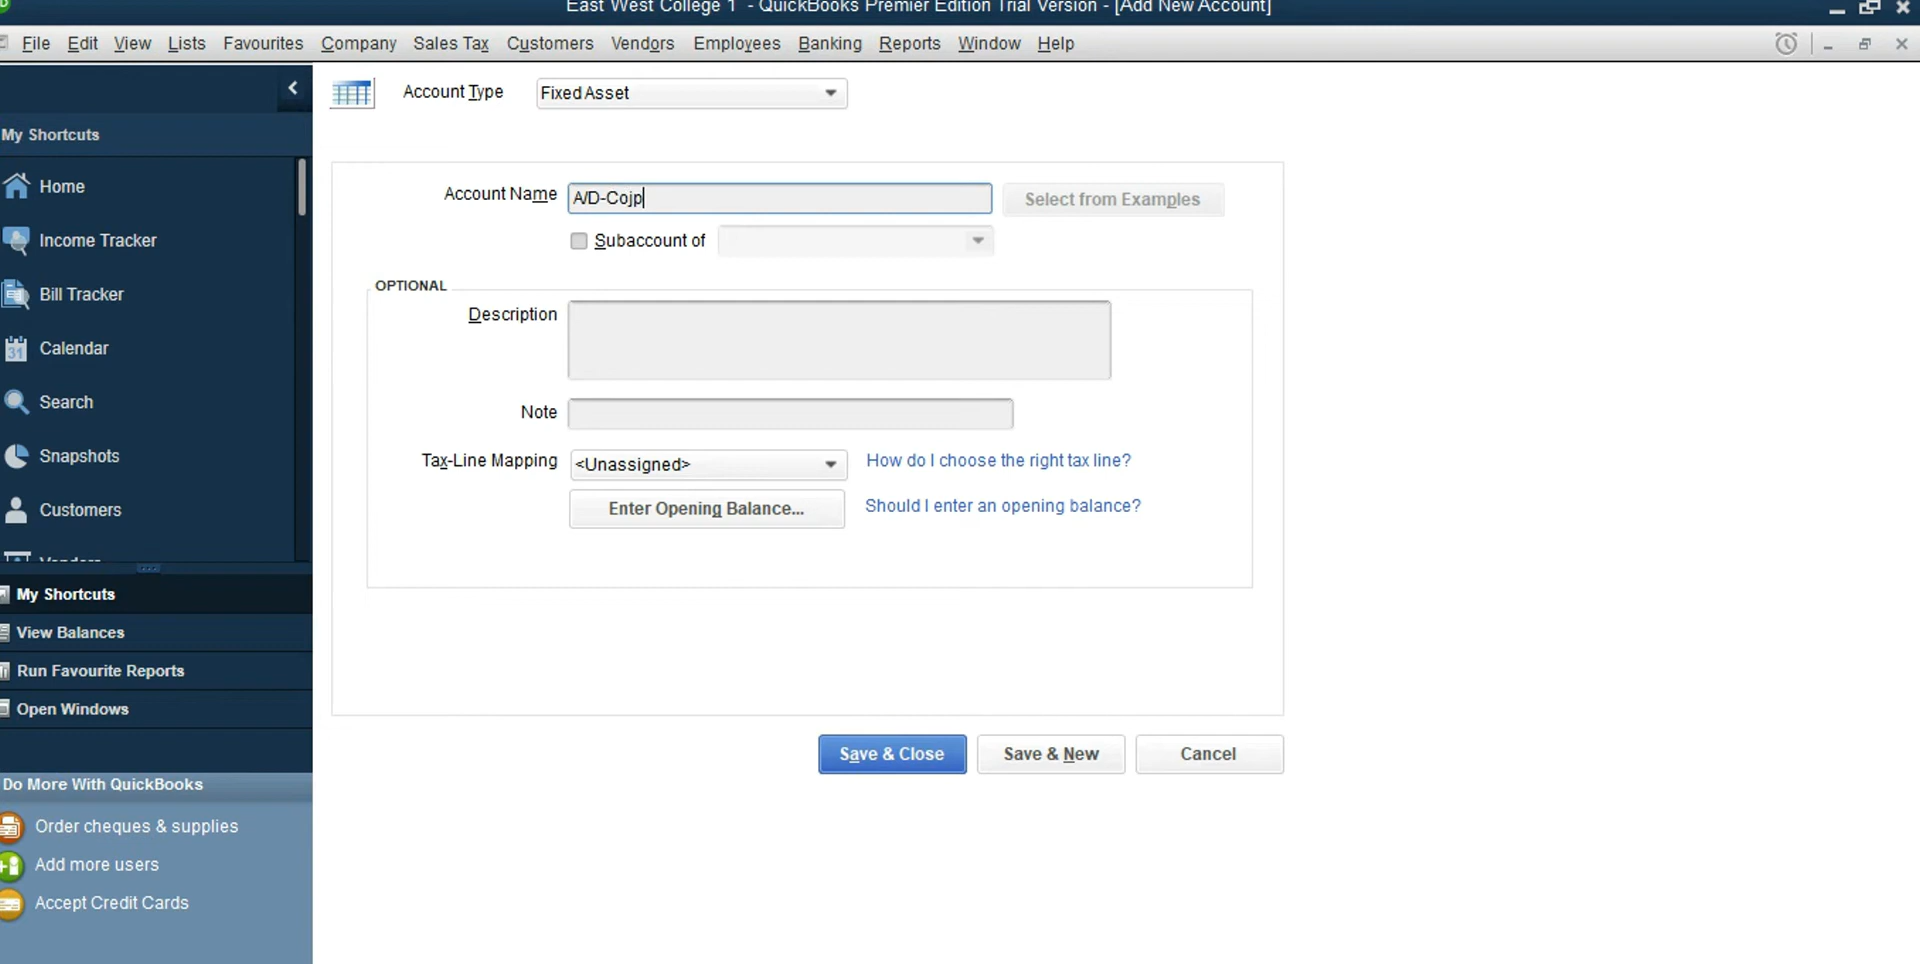 East West College 1 - QuickBooks Premier Edition Trial Version - [Add New Account]
File Edit View Lists Favourites Company Sales Tax Customers Vendors Employees Banking Reports Window Help
Account Type Fixed Asset
My Shortcuts
Home
Income Tracker
Bill Tracker
Calendar
31
Search
Snapshots
Customers
Vendors
My Shortcuts
View Balances
Run Favourite Reports
Open Windows
Do More With QuickBooks
Order cheques & supplies
Add more users
Accept Credit Cards
Account Name A/D-Cojp Select from Examples
Subaccount of
OPTIONAL
Description
Note
Tax-Line Mapping <Unassigned> How do I choose the right tax line?
Enter Opening Balance... Should I enter an opening balance?
Save & Close Save & New Cancel